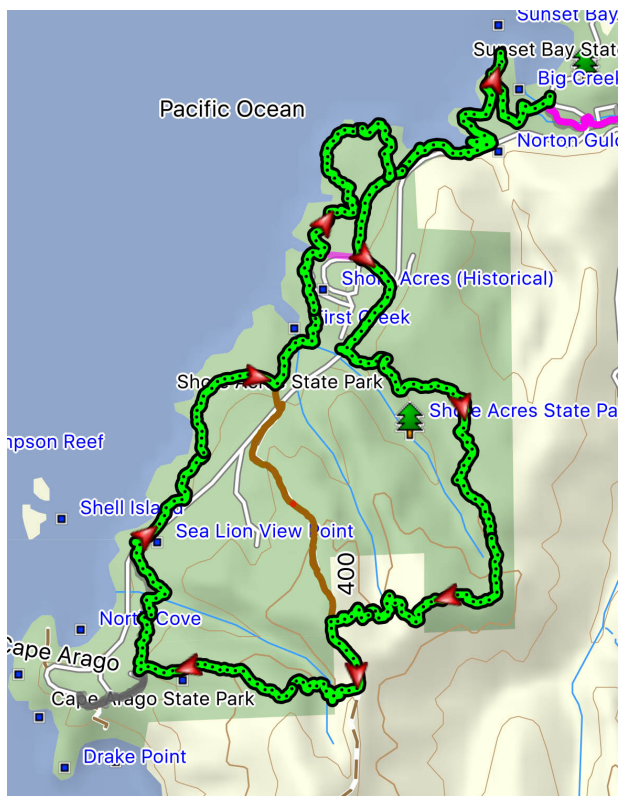 Sunset Bay
Sunset Bay State
Big Creek
Pacific Ocean
Norton Gulc
Shore Acres (Historical)
First Creek
Shore Acres State Park
Shore Acres State Pa
mpson Reef
Shell Island
Sea Lion View Point
400
North Cove
Cape Arago
Cape Arago State Park
Drake Point